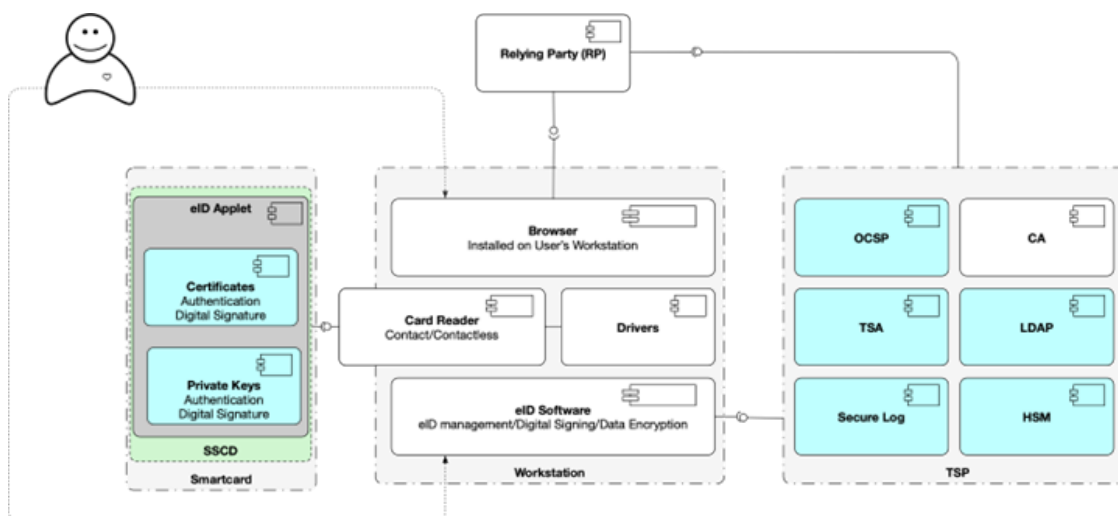 Relying Party (RP)
eID Applet
Certificates
Authentication
Digital Signature
Private Keys
Authentication
Digital Signature
SSCD
Smartcard
Browser
Installed on User's Workstation
Card Reader
Contact/Contactless
Drivers
eID Software
eID management/Digital Signing/Data Encryption
Workstation
OCSP
CA
TSA
LDAP
Secure Log
HSM
TSP